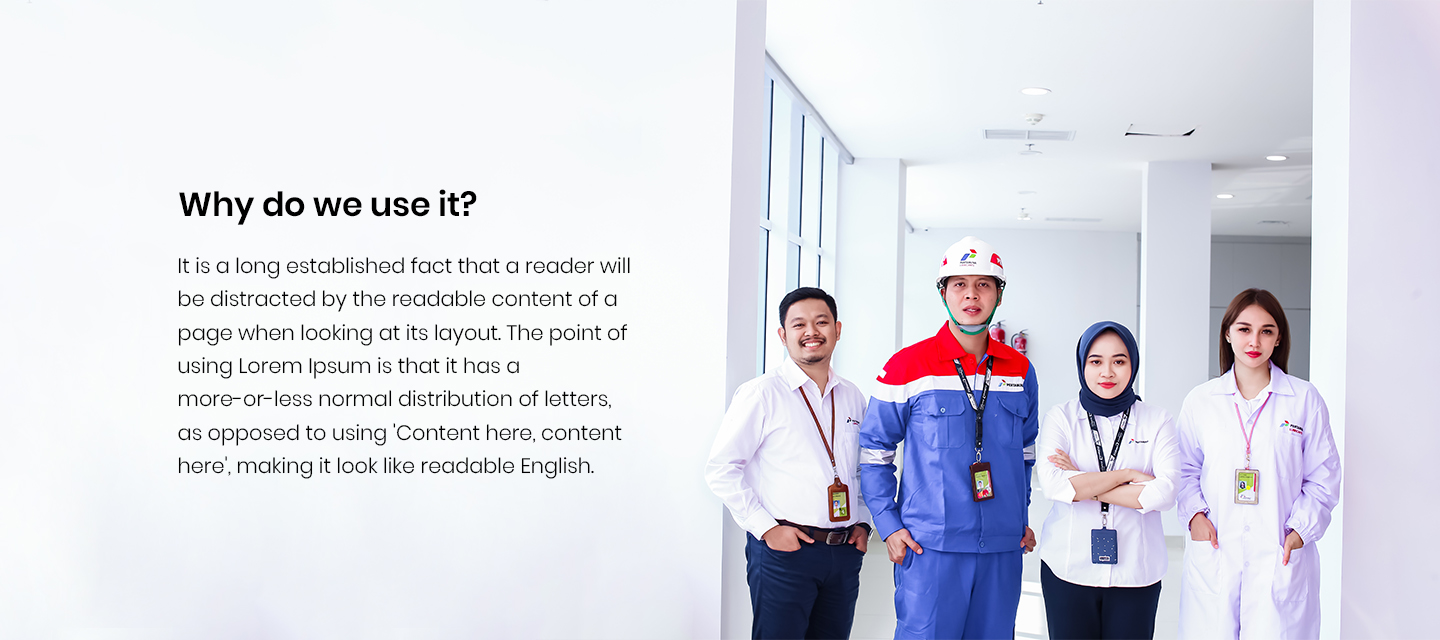 Why do we use it?
It is a long established fact that a reader will
be distracted by the readable content of a
page when looking at its layout. The point of
using Lorem Ipsum is that it has a
more-or-less normal distribution of letters,
as opposed to using 'Content here, content
here', making it look like readable English.
PERTAMINA